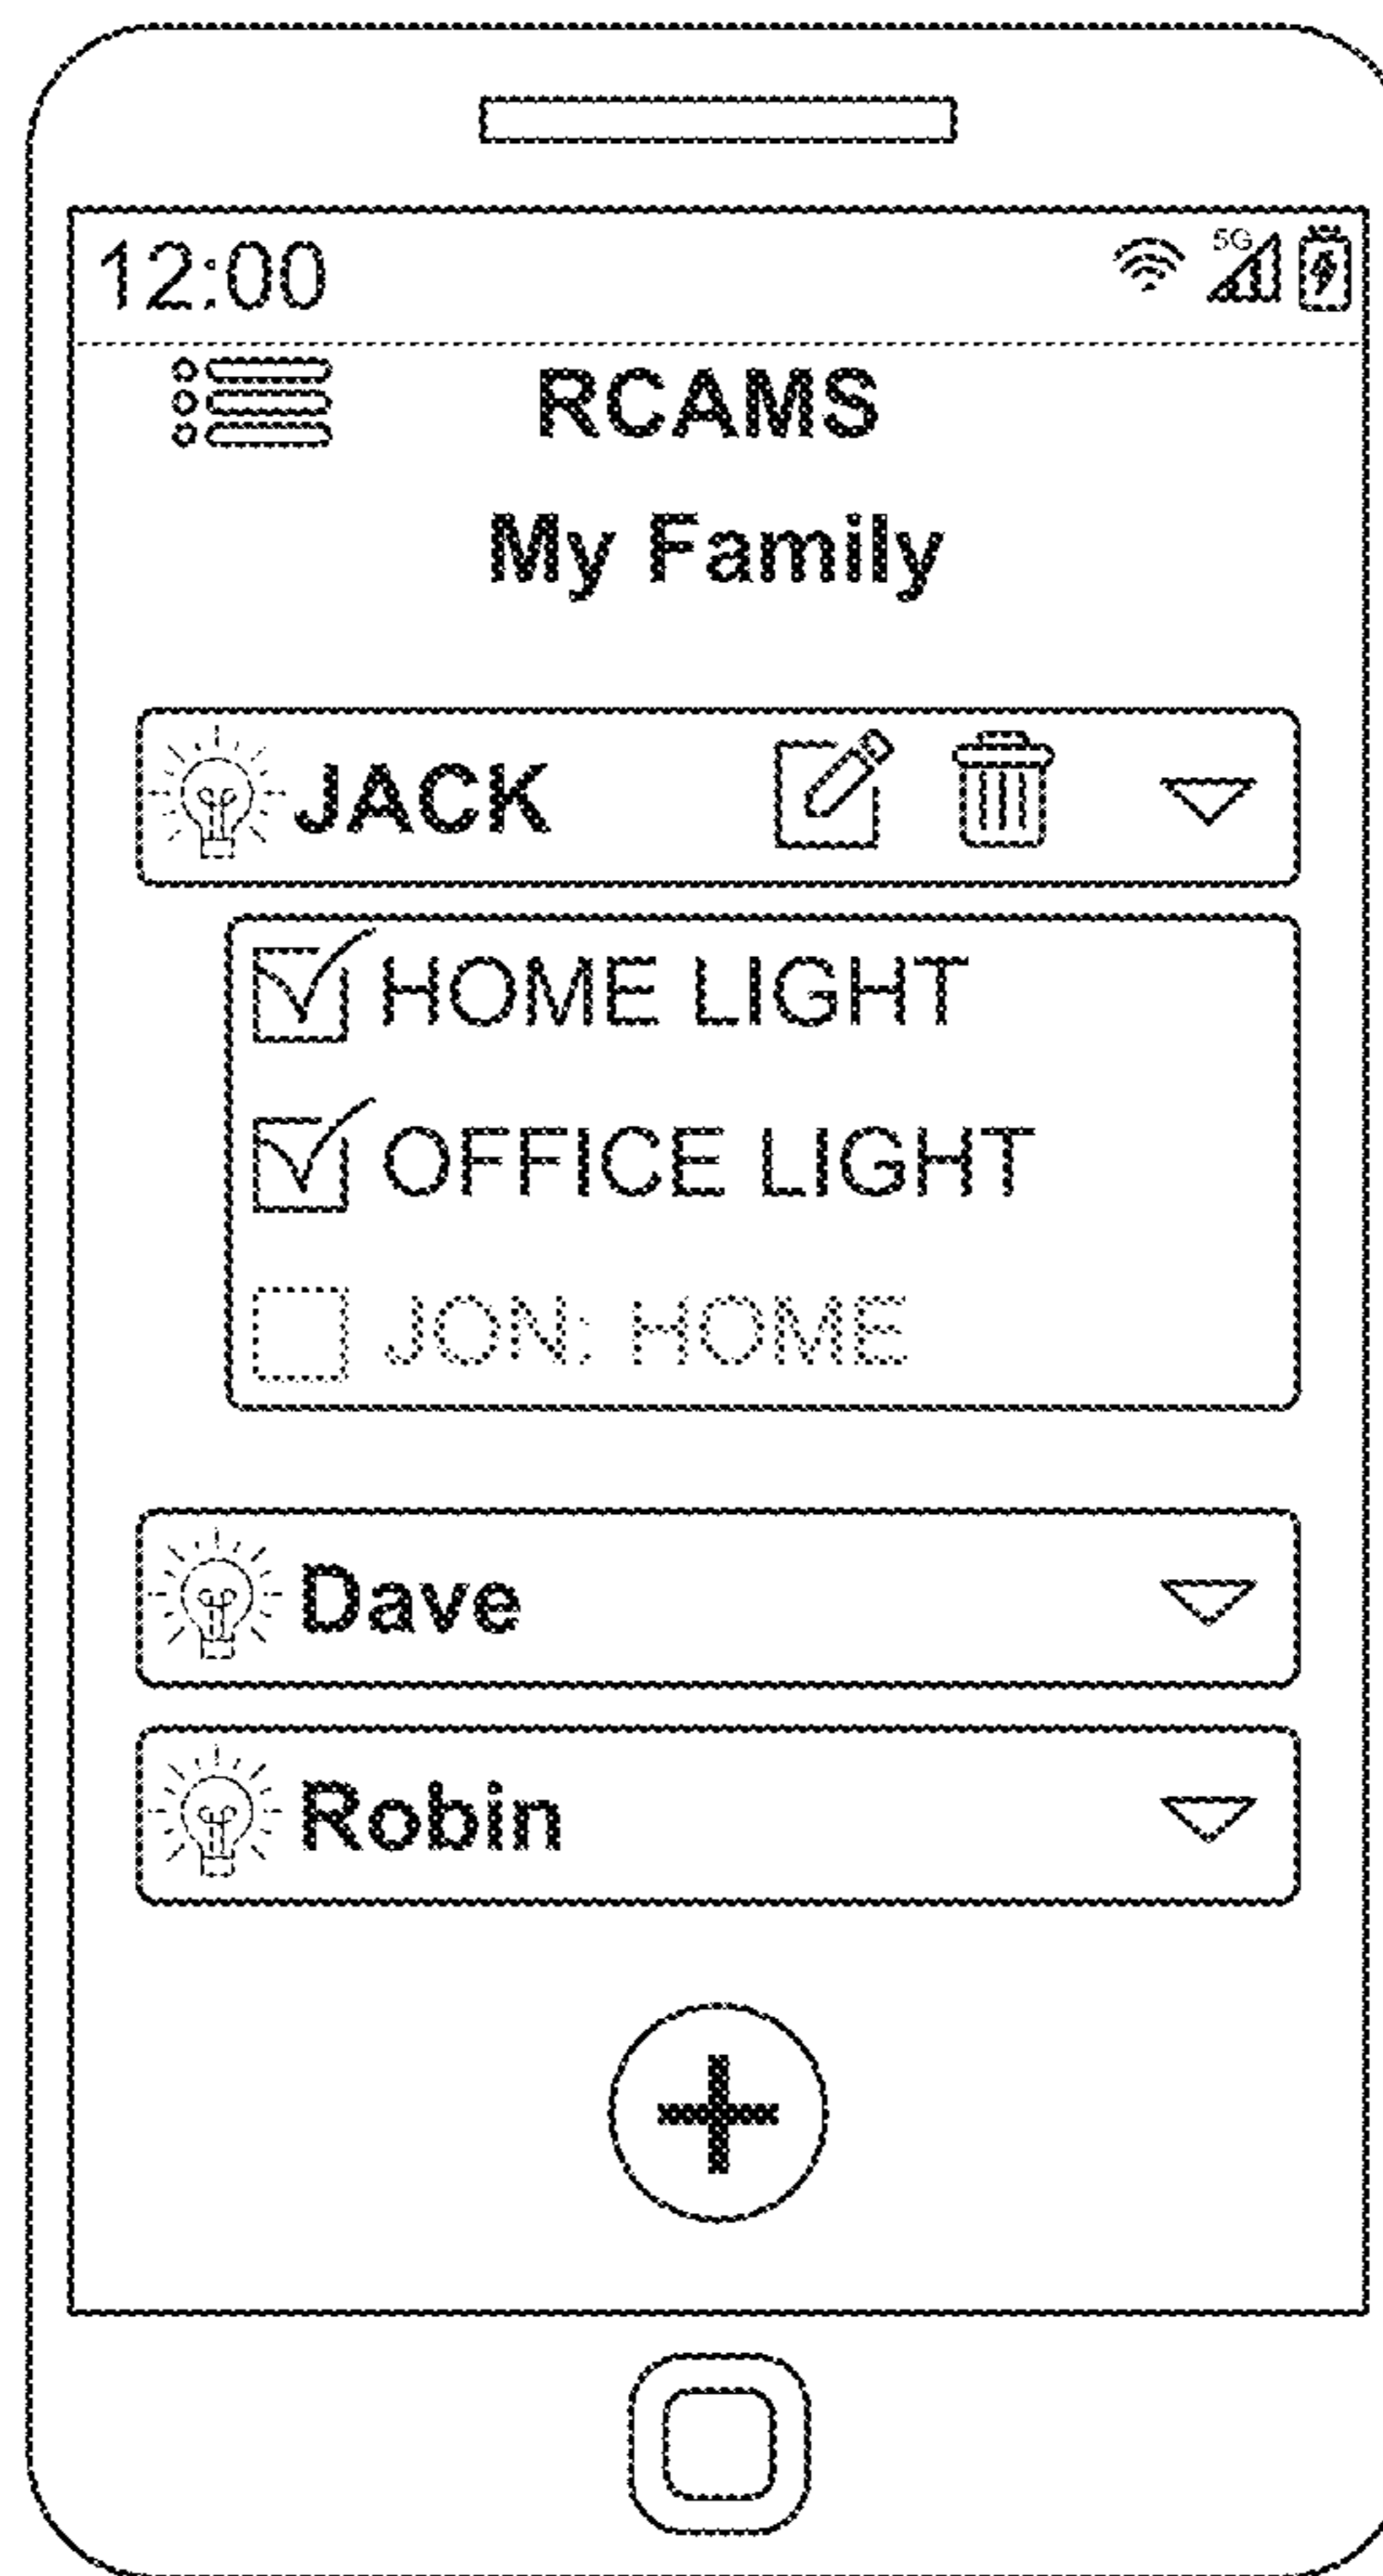 12:00 5G
RCAMS
My Family
JACK
HOME LIGHT
OFFICE LIGHT
JON: HOME
Dave
Robin